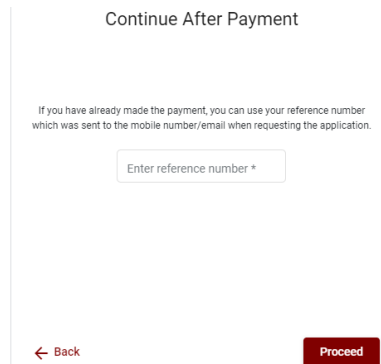 Continue After Payment
If you have already made the payment, you can use your reference number
which was sent to the mobile number/email when requesting the application.
Enter reference number *
← Back
Proceed